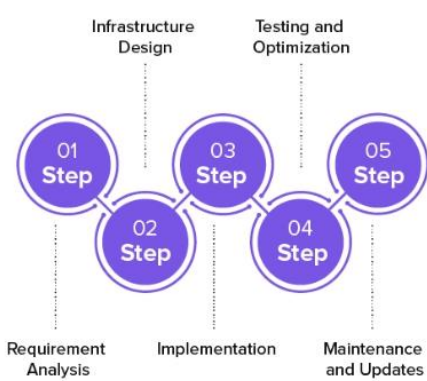 Infrastructure
Design
Testing and
Optimization
01
Step
03
Step
05
Step
02
Step
04
Step
Requirement
Analysis
Implementation
Maintenance
and Updates